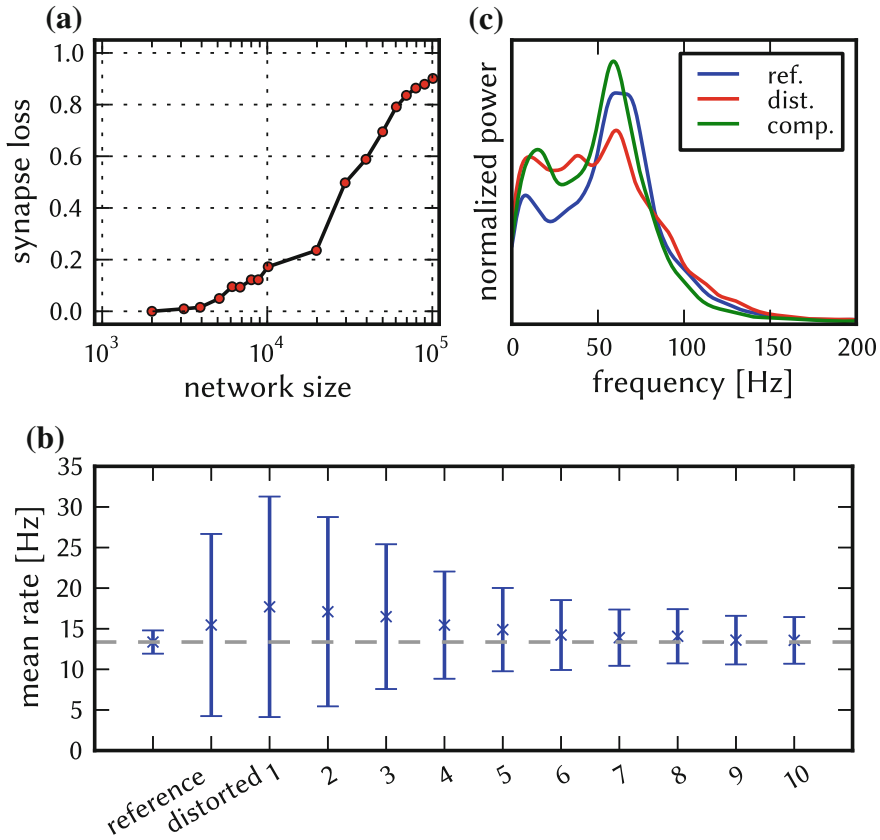 (a)
1.0
0.8
0.6
0.4
0.2
0.0
synapse loss
10³ 10⁴ 10⁵
network size
(c)
normalized power
ref.
dist.
comp.
0 50 100 150 200
frequency [Hz]
(b)
35
30
25
20
15
10
5
0
mean rate [Hz]
reference distorted 1 2 3 4 5 6 7 8 9 10